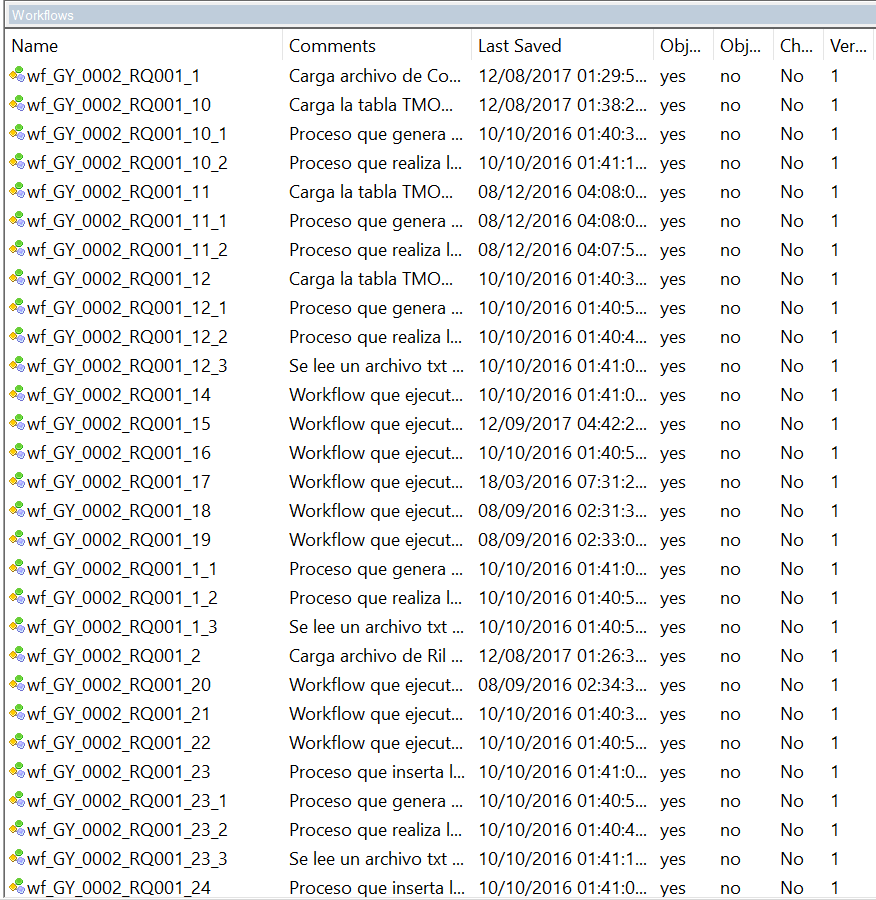 Workflows
Name Comments Last Saved Obj... Obj... Ch... Ver...
wf_GY_0002_RQ001_1 Carga archivo de Co... 12/08/2017 01:29:5... yes no No 1
wf_GY_0002_RQ001_10 Carga la tabla TMO... 12/08/2017 01:38:2... yes no No 1
wf_GY_0002_RQ001_10_1 Proceso que genera ... 10/10/2016 01:40:3... yes no No 1
wf_GY_0002_RQ001_10_2 Proceso que realiza l... 10/10/2016 01:41:1... yes no No 1
wf_GY_0002_RQ001_11 Carga la tabla TMO... 08/12/2016 04:08:0... yes no No 1
wf_GY_0002_RQ001_11_1 Proceso que genera ... 08/12/2016 04:08:0... yes no No 1
wf_GY_0002_RQ001_11_2 Proceso que realiza l... 08/12/2016 04:07:5... yes no No 1
wf_GY_0002_RQ001_12 Carga la tabla TMO... 10/10/2016 01:40:3... yes no No 1
wf_GY_0002_RQ001_12_1 Proceso que genera ... 10/10/2016 01:40:5... yes no No 1
wf_GY_0002_RQ001_12_2 Proceso que realiza l... 10/10/2016 01:40:4... yes no No 1
wf_GY_0002_RQ001_12_3 Se lee un archivo txt ... 10/10/2016 01:41:0... yes no No 1
wf_GY_0002_RQ001_14 Workflow que ejecut... 10/10/2016 01:41:0... yes no No 1
wf_GY_0002_RQ001_15 Workflow que ejecut... 12/09/2017 04:42:2... yes no No 1
wf_GY_0002_RQ001_16 Workflow que ejecut... 10/10/2016 01:40:5... yes no No 1
wf_GY_0002_RQ001_17 Workflow que ejecut... 18/03/2016 07:31:2... yes no No 1
wf_GY_0002_RQ001_18 Workflow que ejecut... 08/09/2016 02:31:3... yes no No 1
wf_GY_0002_RQ001_19 Workflow que ejecut... 08/09/2016 02:33:0... yes no No 1
wf_GY_0002_RQ001_1_1 Proceso que genera ... 10/10/2016 01:41:0... yes no No 1
wf_GY_0002_RQ001_1_2 Proceso que realiza l... 10/10/2016 01:40:5... yes no No 1
wf_GY_0002_RQ001_1_3 Se lee un archivo txt ... 10/10/2016 01:40:5... yes no No 1
wf_GY_0002_RQ001_2 Carga archivo de Ril ... 12/08/2017 01:26:3... yes no No 1
wf_GY_0002_RQ001_20 Workflow que ejecut... 08/09/2016 02:34:3... yes no No 1
wf_GY_0002_RQ001_21 Workflow que ejecut... 10/10/2016 01:40:3... yes no No 1
wf_GY_0002_RQ001_22 Workflow que ejecut... 10/10/2016 01:40:5... yes no No 1
wf_GY_0002_RQ001_23 Proceso que inserta l... 10/10/2016 01:41:0... yes no No 1
wf_GY_0002_RQ001_23_1 Proceso que genera ... 10/10/2016 01:40:5... yes no No 1
wf_GY_0002_RQ001_23_2 Proceso que realiza l... 10/10/2016 01:40:4... yes no No 1
wf_GY_0002_RQ001_23_3 Se lee un archivo txt ... 10/10/2016 01:41:1... yes no No 1
wf_GY_0002_RQ001_24 Proceso que inserta l... 10/10/2016 01:41:0... yes no No 1